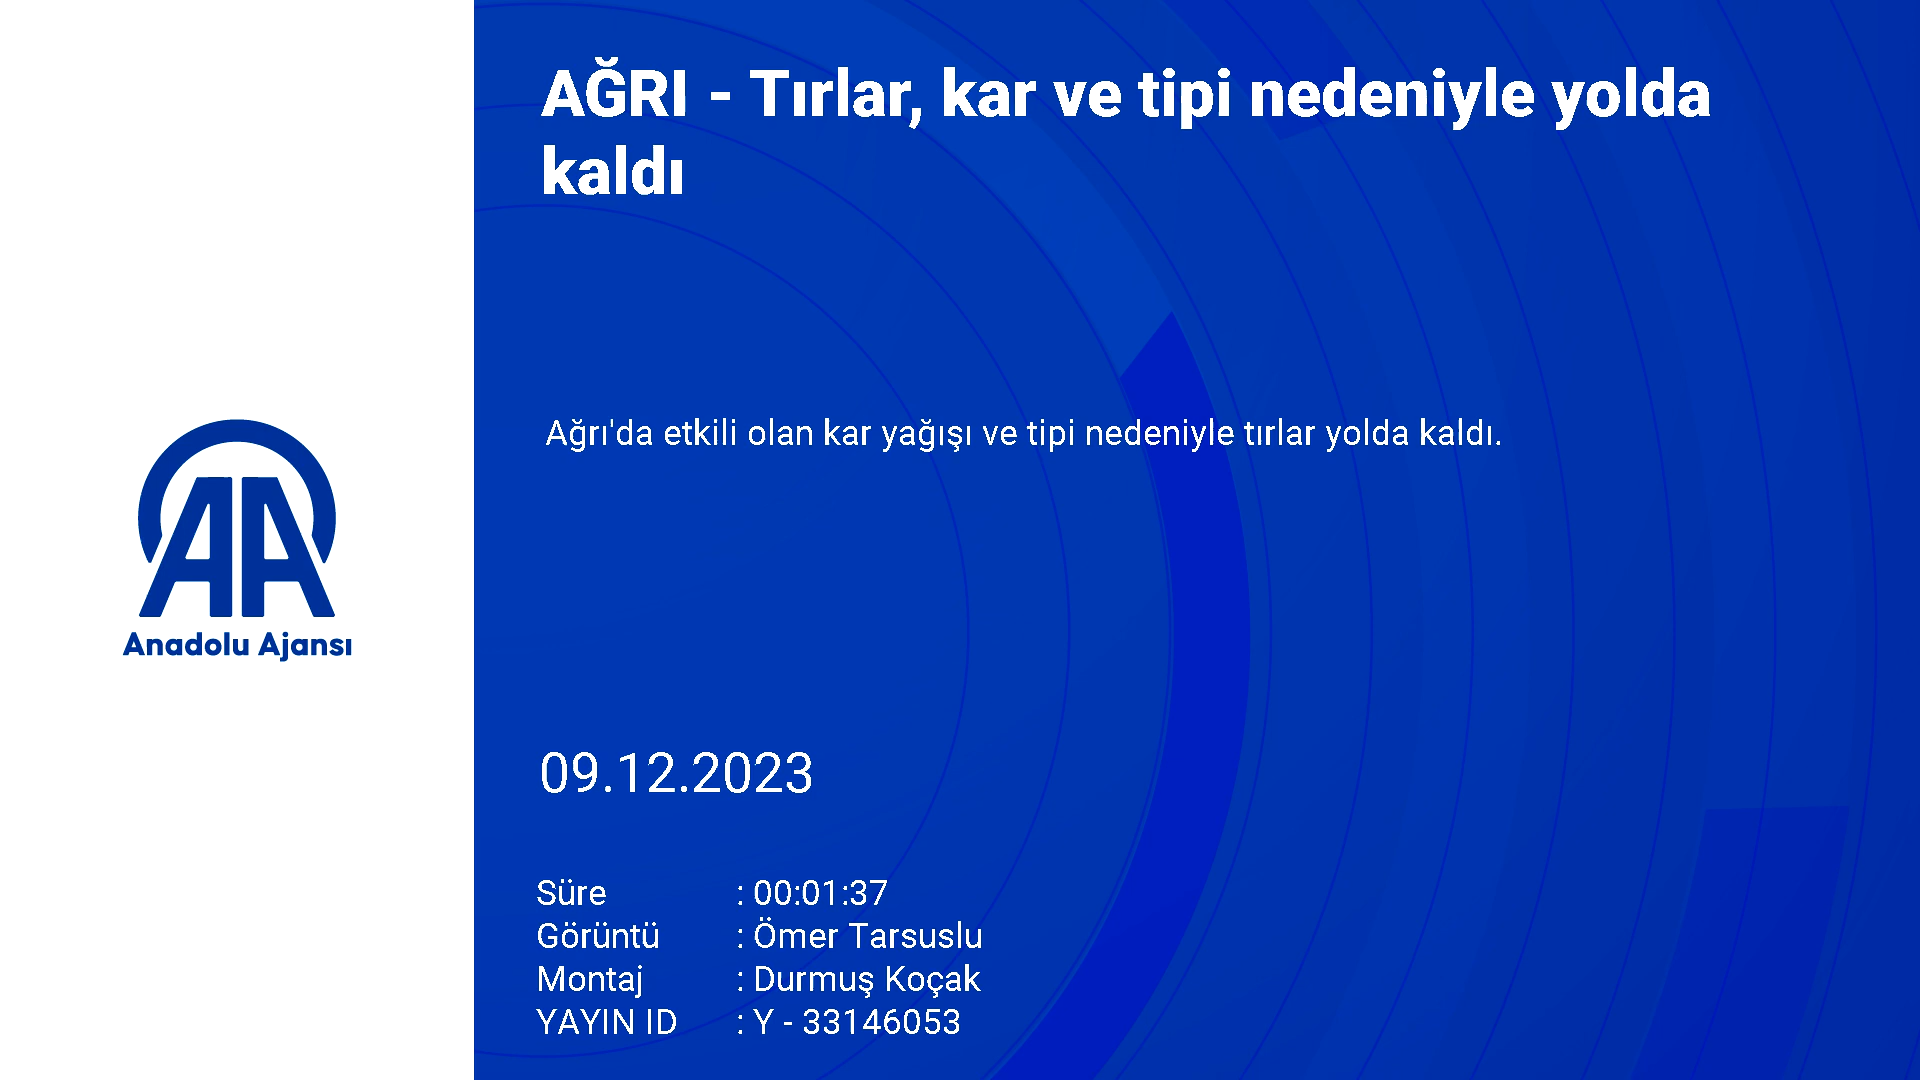 AĞRI - Tırlar, kar ve tipi nedeniyle yolda
kaldı
Ağrı'da etkili olan kar yağışı ve tipi nedeniyle tırlar yolda kaldı.
AA
Anadolu Ajansı
09.12.2023
Süre : 00:01:37
Görüntü : Ömer Tarsuslu
Montaj : Durmuş Koçak
YAYIN ID : Y - 33146053